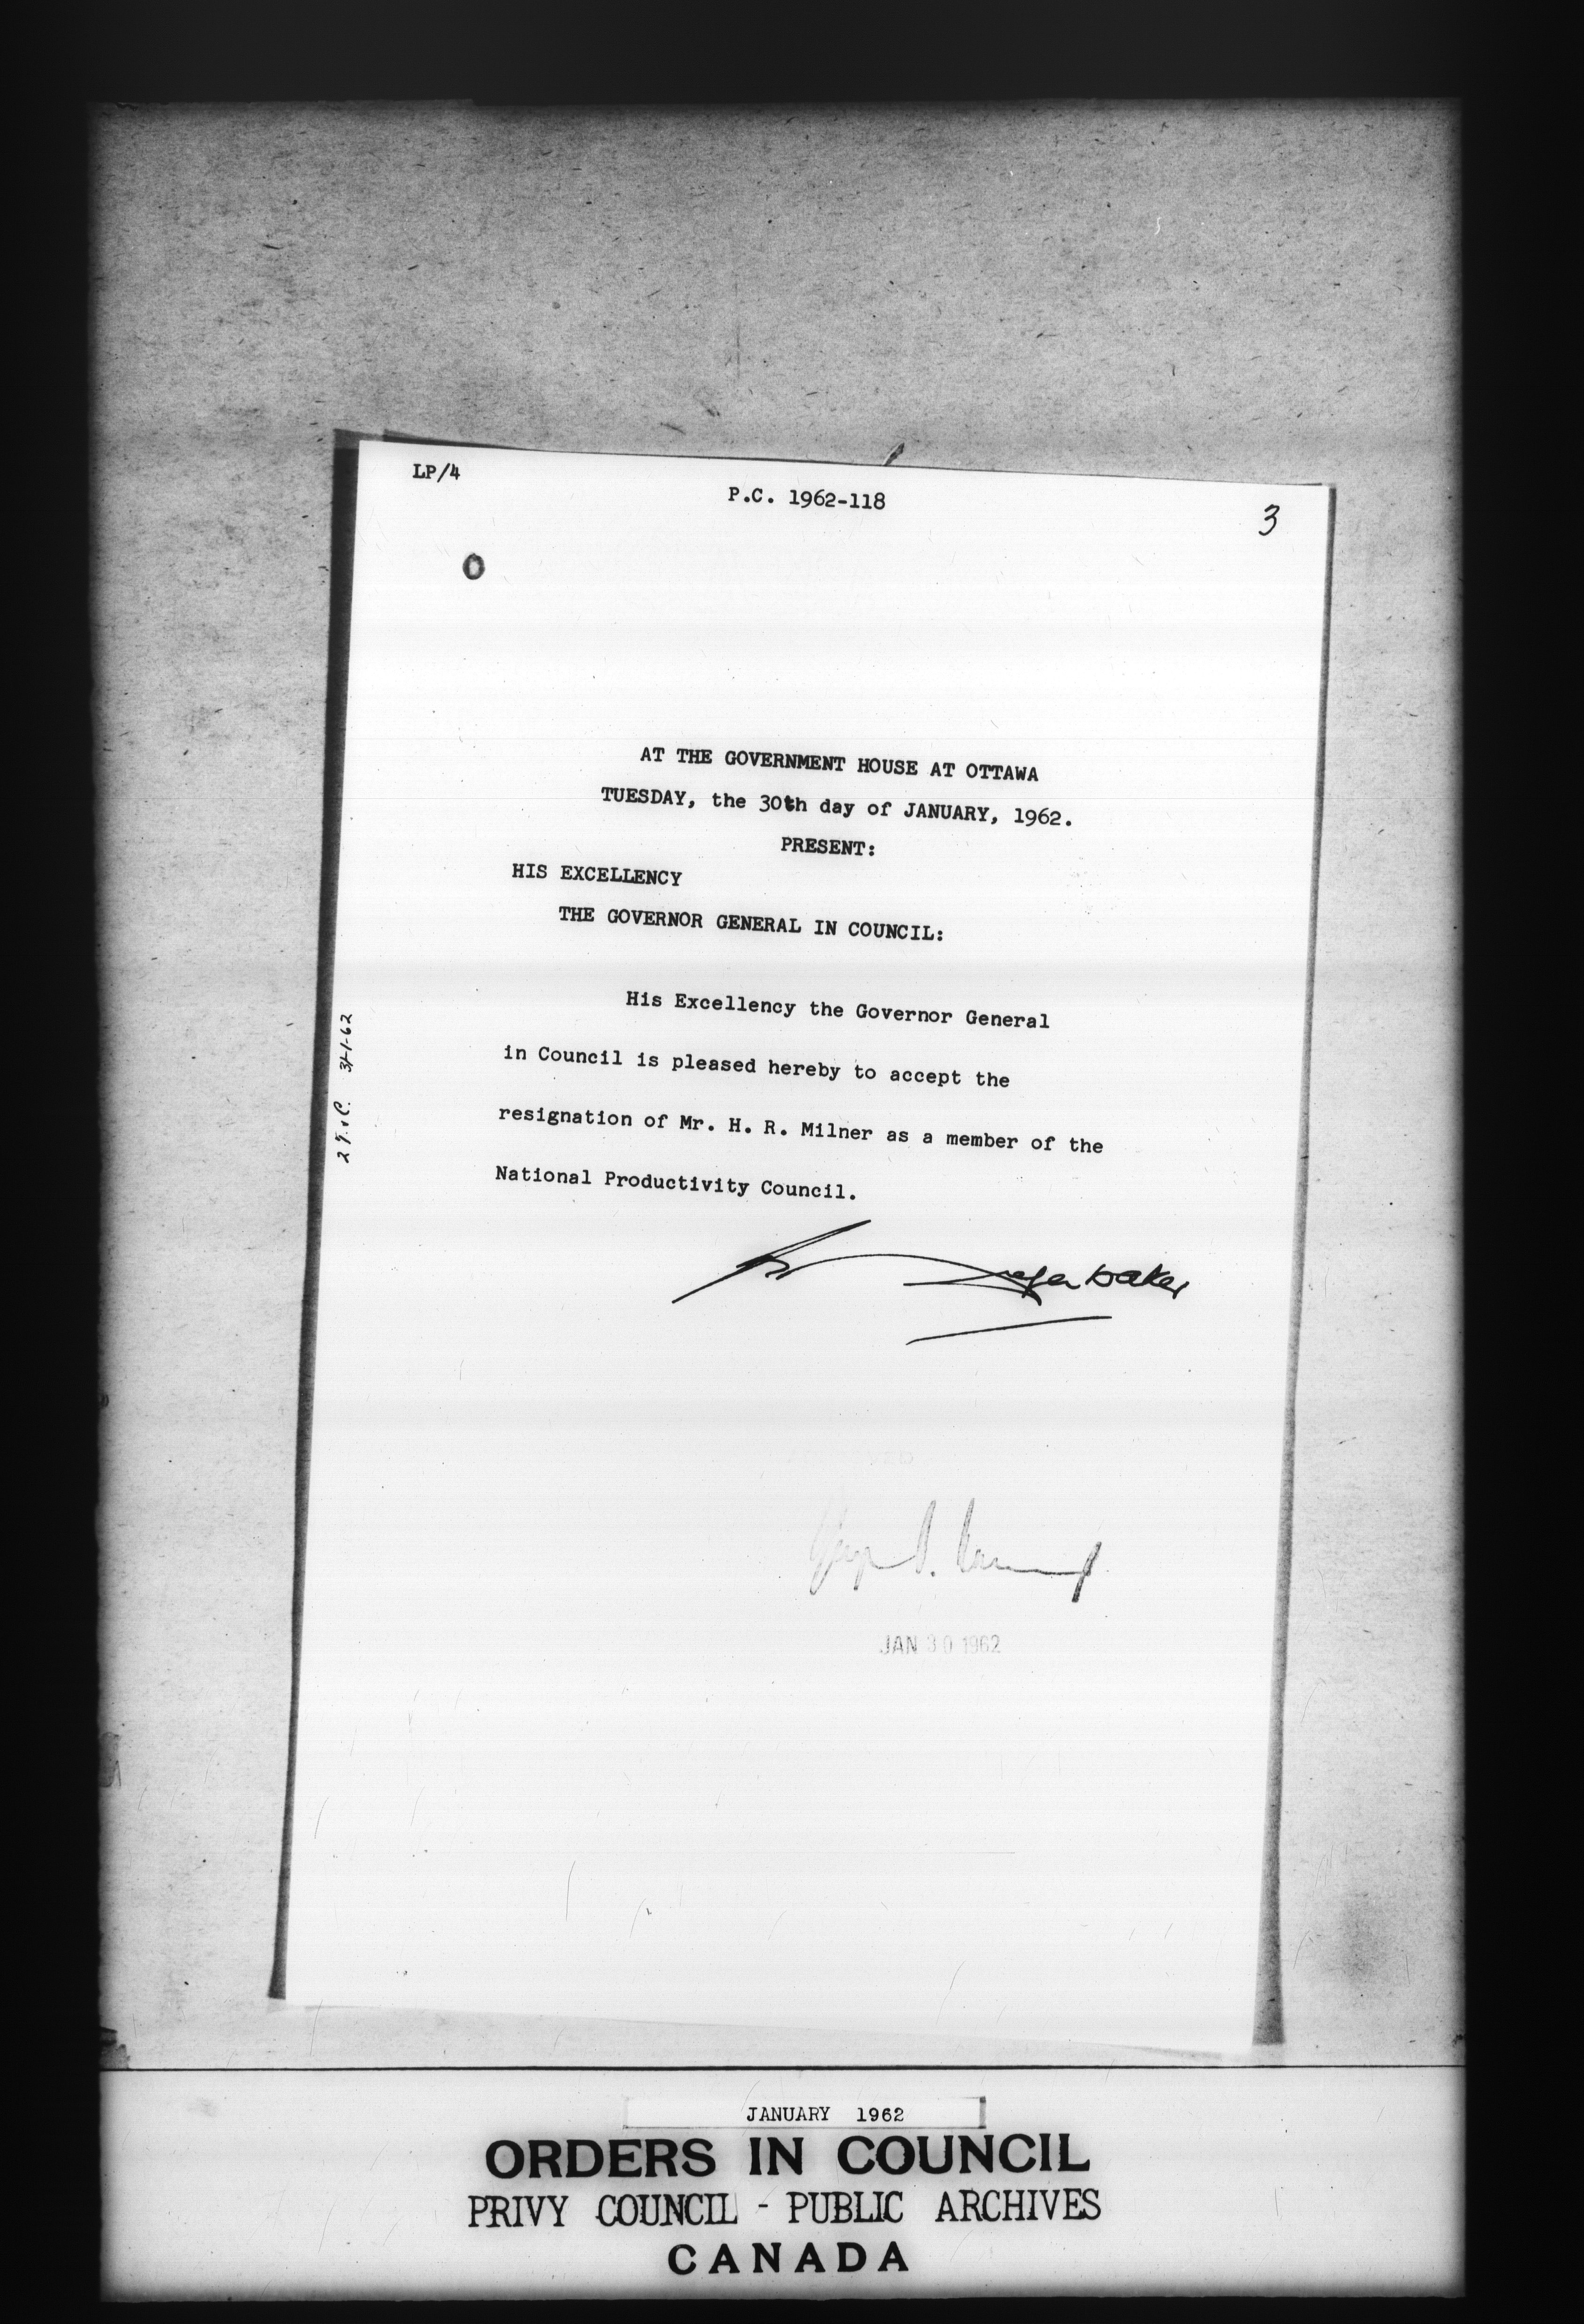 LP/4
P.C. 1962-118
3
AT THE GOVERNMENT HOUSE AT OTTAWA
TUESDAY, the 30th day of JANUARY, 1962.
PRESENT:
HIS EXCELLENCY
THE GOVERNOR GENERAL IN COUNCIL:
His Excellency the Governor General
in Council is pleased hereby to accept the
resignation of Mr. H. R. Milner as a member of the
National Productivity Council.
31-1-62
JAN 30 1962
JANUARY 1962
ORDERS IN COUNCIL
PRIVY COUNCIL - PUBLIC ARCHIVES
CANADA